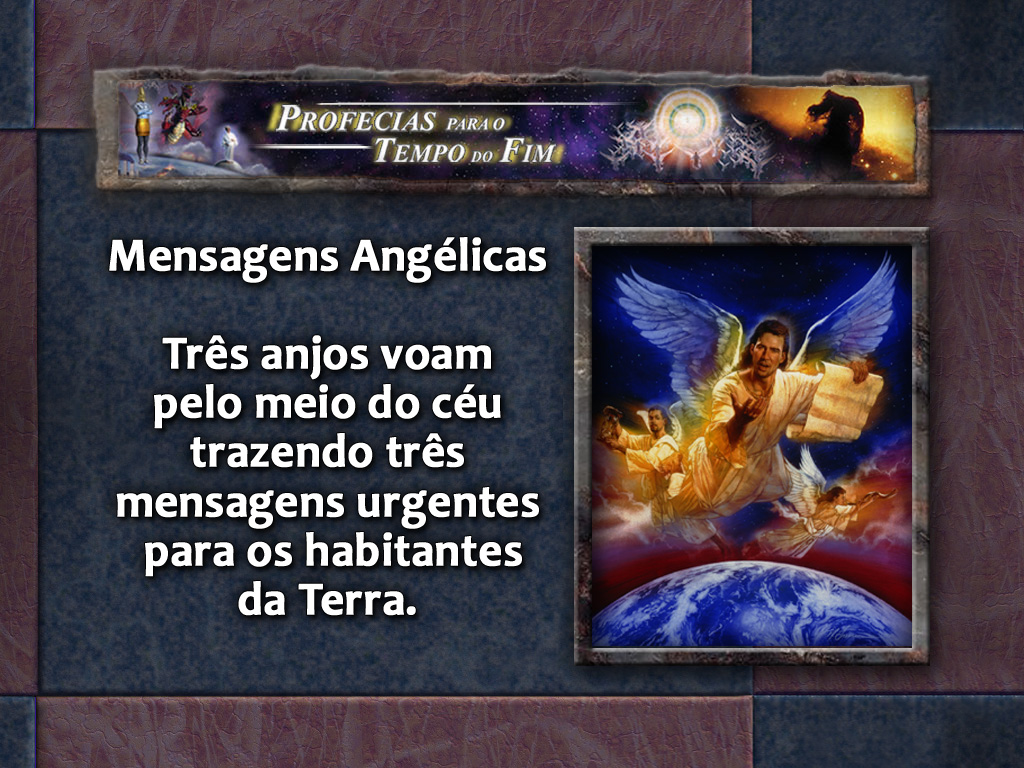 PROFECIAS PARA O
TEMPO DO FIM
Mensagens Angélicas
Três anjos voam
pelo meio do céu
trazendo três
mensagens urgentes
para os habitantes
da Terra.